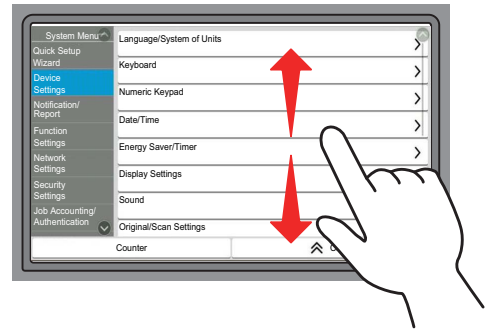 System Menu
Quick Setup
Wizard
Device
Settings
Notification/
Report
Function
Settings
Network
Settings
Security
Settings
Job Accounting/
Authentication
Language/System of Units
Keyboard
Numeric Keypad
Date/Time
Energy Saver/Timer
Display Settings
Sound
Original/Scan Settings
Counter